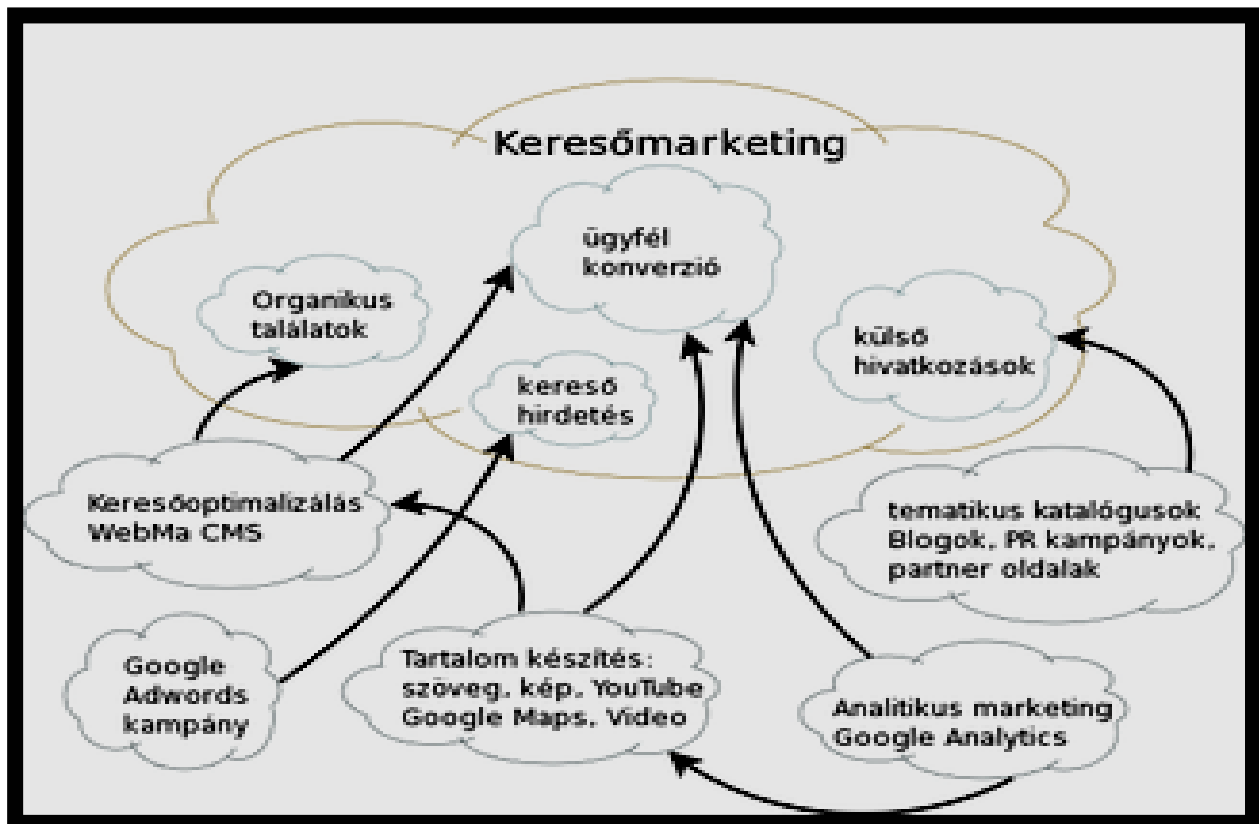 Keresőmarketing
ügyfél
konverzió
Organikus
találatok
külső
hivatkozások
kereső
hirdetés
Keresőoptimalizálás
WebMa CMS
tematikus katalógusok
Blogok, PR kampányok,
partner oldalak
Google
Adwords
kampány
Tartalom készítés:
szöveg, kép, YouTube
Google Maps, Video
Analitikus marketing
Google Analytics